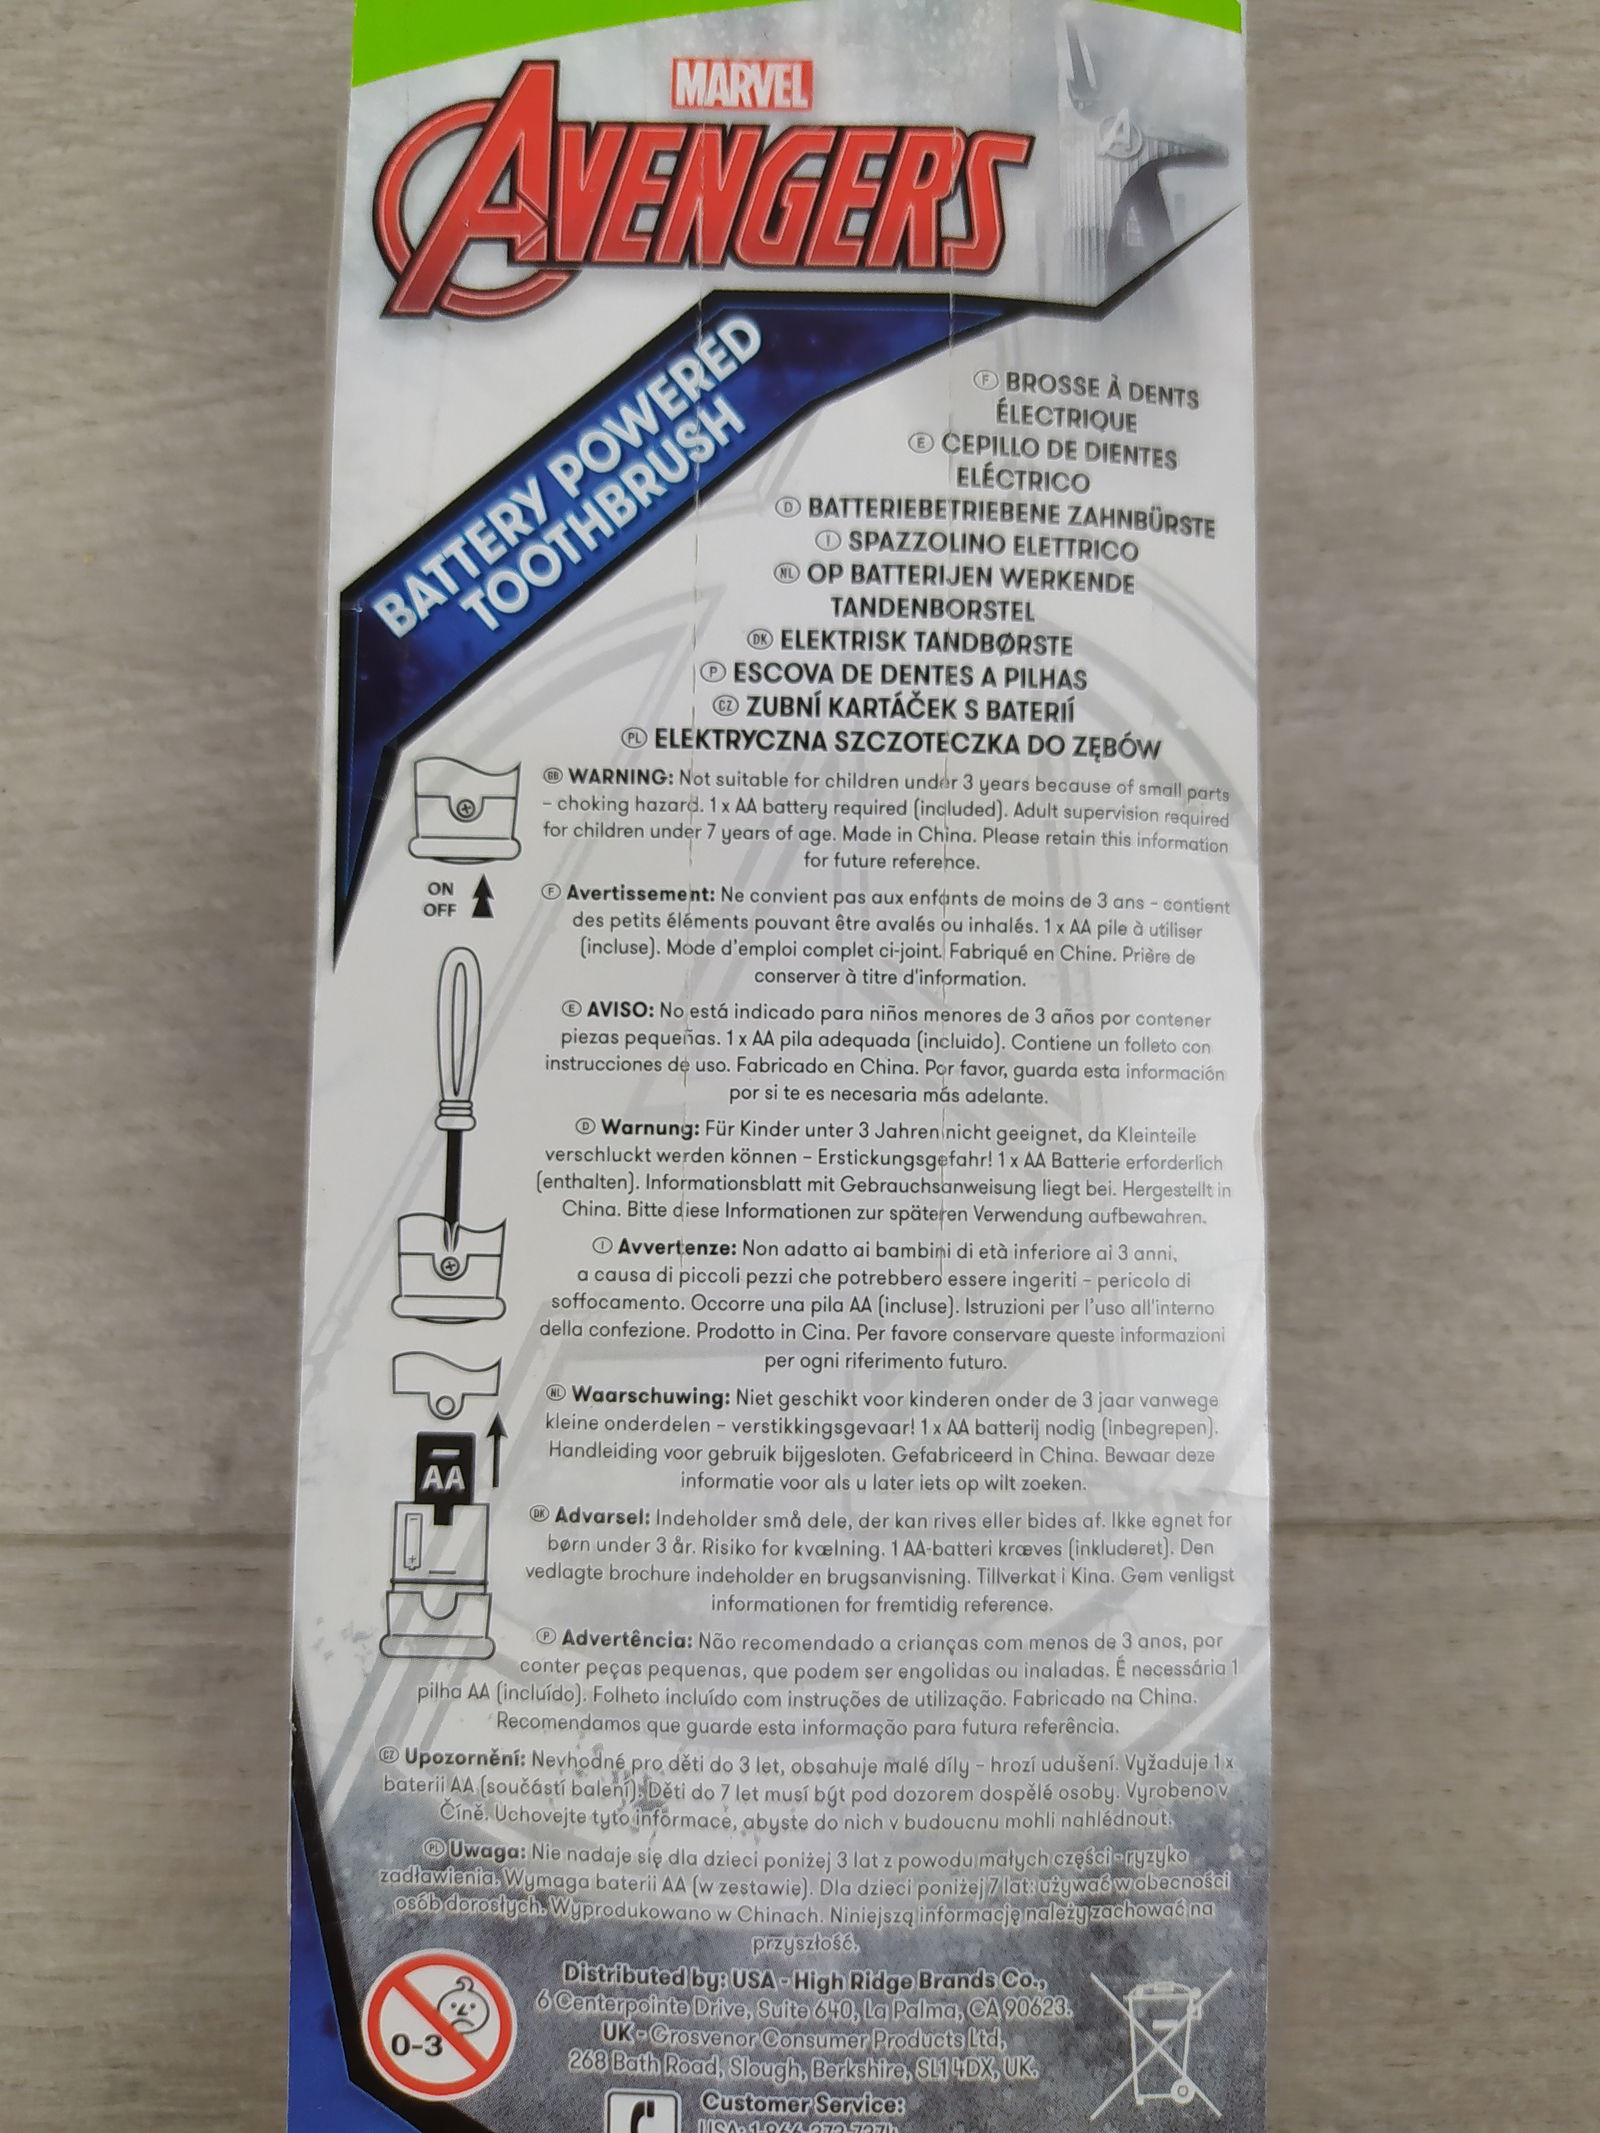 MARVEL
AVENGERS
BATTERY POWERED
TOOTHBRUSH
F BROSSE À DENTS
ÉLECTRIQUE
E CEPILLO DE DIENTES
ELÉCTRICO
D BATTERIEBETRIEBENE ZAHNBÜRSTE
I SPAZZOLINO ELETTRICO
NL OP BATTERIJEN WERKENDE
TANDENBORSTEL
DK ELEKTRISK TANDBØRSTE
P ESCOVA DE DENTES A PILHAS
CZ ZUBNÍ KARTÁČEK S BATERIÍ
PL ELEKTRYCZNA SZCZOTECZKA DO ZĘBÓW
GB WARNING: Not suitable for children under 3 years because of small parts
– choking hazard. 1 x AA battery required (included). Adult supervision required
for children under 7 years of age. Made in China. Please retain this information
for future reference.
ON
OFF
F Avertissement: Ne convient pas aux enfants de moins de 3 ans – contient
des petits éléments pouvant être avalés ou inhalés. 1 x AA pile à utiliser
(incluse). Mode d'emploi complet ci-joint. Fabriqué en Chine. Prière de
conserver à titre d'information.
E AVISO: No está indicado para niños menores de 3 años por contener
piezas pequeñas. 1 x AA pila adequada (incluido). Contiene un folleto con
instrucciones de uso. Fabricado en China. Por favor, guarda esta información
por si te es necesaria más adelante.
D Warnung: Für Kinder unter 3 Jahren nicht geeignet, da Kleinteile
verschluckt werden können – Erstickungsgefahr! 1 x AA Batterie erforderlich
(enthalten). Informationsblatt mit Gebrauchsanweisung liegt bei. Hergestellt in
China. Bitte diese Informationen zur späteren Verwendung aufbewahren.
I Avvertenze: Non adatto ai bambini di età inferiore ai 3 anni,
a causa di piccoli pezzi che potrebbero essere ingeriti – pericolo di
soffocamento. Occorre una pila AA (incluse). Istruzioni per l'uso all'interno
della confezione. Prodotto in Cina. Per favore conservare queste informazioni
per ogni riferimento futuro.
NL Waarschuwing: Niet geschikt voor kinderen onder de 3 jaar vanwege
kleine onderdelen – verstikkingsgevaar! 1 x AA batterij nodig (inbegrepen).
Handleiding voor gebruik bijgesloten. Gefabriceerd in China. Bewaar deze
informatie voor als u later iets op wilt zoeken.
AA
DK Advarsel: Indeholder små dele, der kan rives eller bides af. Ikke egnet for
børn under 3 år. Risiko for kvælning. 1 AA-batteri kræves (inkluderet). Den
vedlagte brochure indeholder en brugsanvisning. Tillverkat i Kina. Gem venligst
informationen for fremtidig reference.
P Advertência: Não recomendado a crianças com menos de 3 anos, por
conter peças pequenas, que podem ser engolidas ou inaladas. É necessária 1
pilha AA (incluído). Folheto incluído com instruções de utilização. Fabricado na China.
Recomendamos que guarde esta informação para futura referência.
CZ Upozornění: Nevhodné pro děti do 3 let, obsahuje malé díly – hrozí udušení. Vyžaduje 1 x
baterii AA (součástí balení). Děti do 7 let musí být pod dozorem dospělé osoby. Vyrobeno v
Číně. Uchovejte tyto informace, abyste do nich v budoucnu mohli nahlédnout.
PL Uwaga: Nie nadaje się dla dzieci poniżej 3 lat z powodu małych części - ryzyko
zadławienia. Wymaga baterii AA (w zestawie). Dla dzieci poniżej 7 lat: używać w obecności
osób dorosłych. Wyprodukowano w Chinach. Niniejszą informację należy zachować na
przyszłość.
0-3
Distributed by: USA - High Ridge Brands Co.,
6 Centerpointe Drive, Suite 640, La Palma, CA 90623.
UK - Grosvenor Consumer Products Ltd,
268 Bath Road, Slough, Berkshire, SL1 4DX, UK.
Customer Service:
USA: 1-866-273-7374